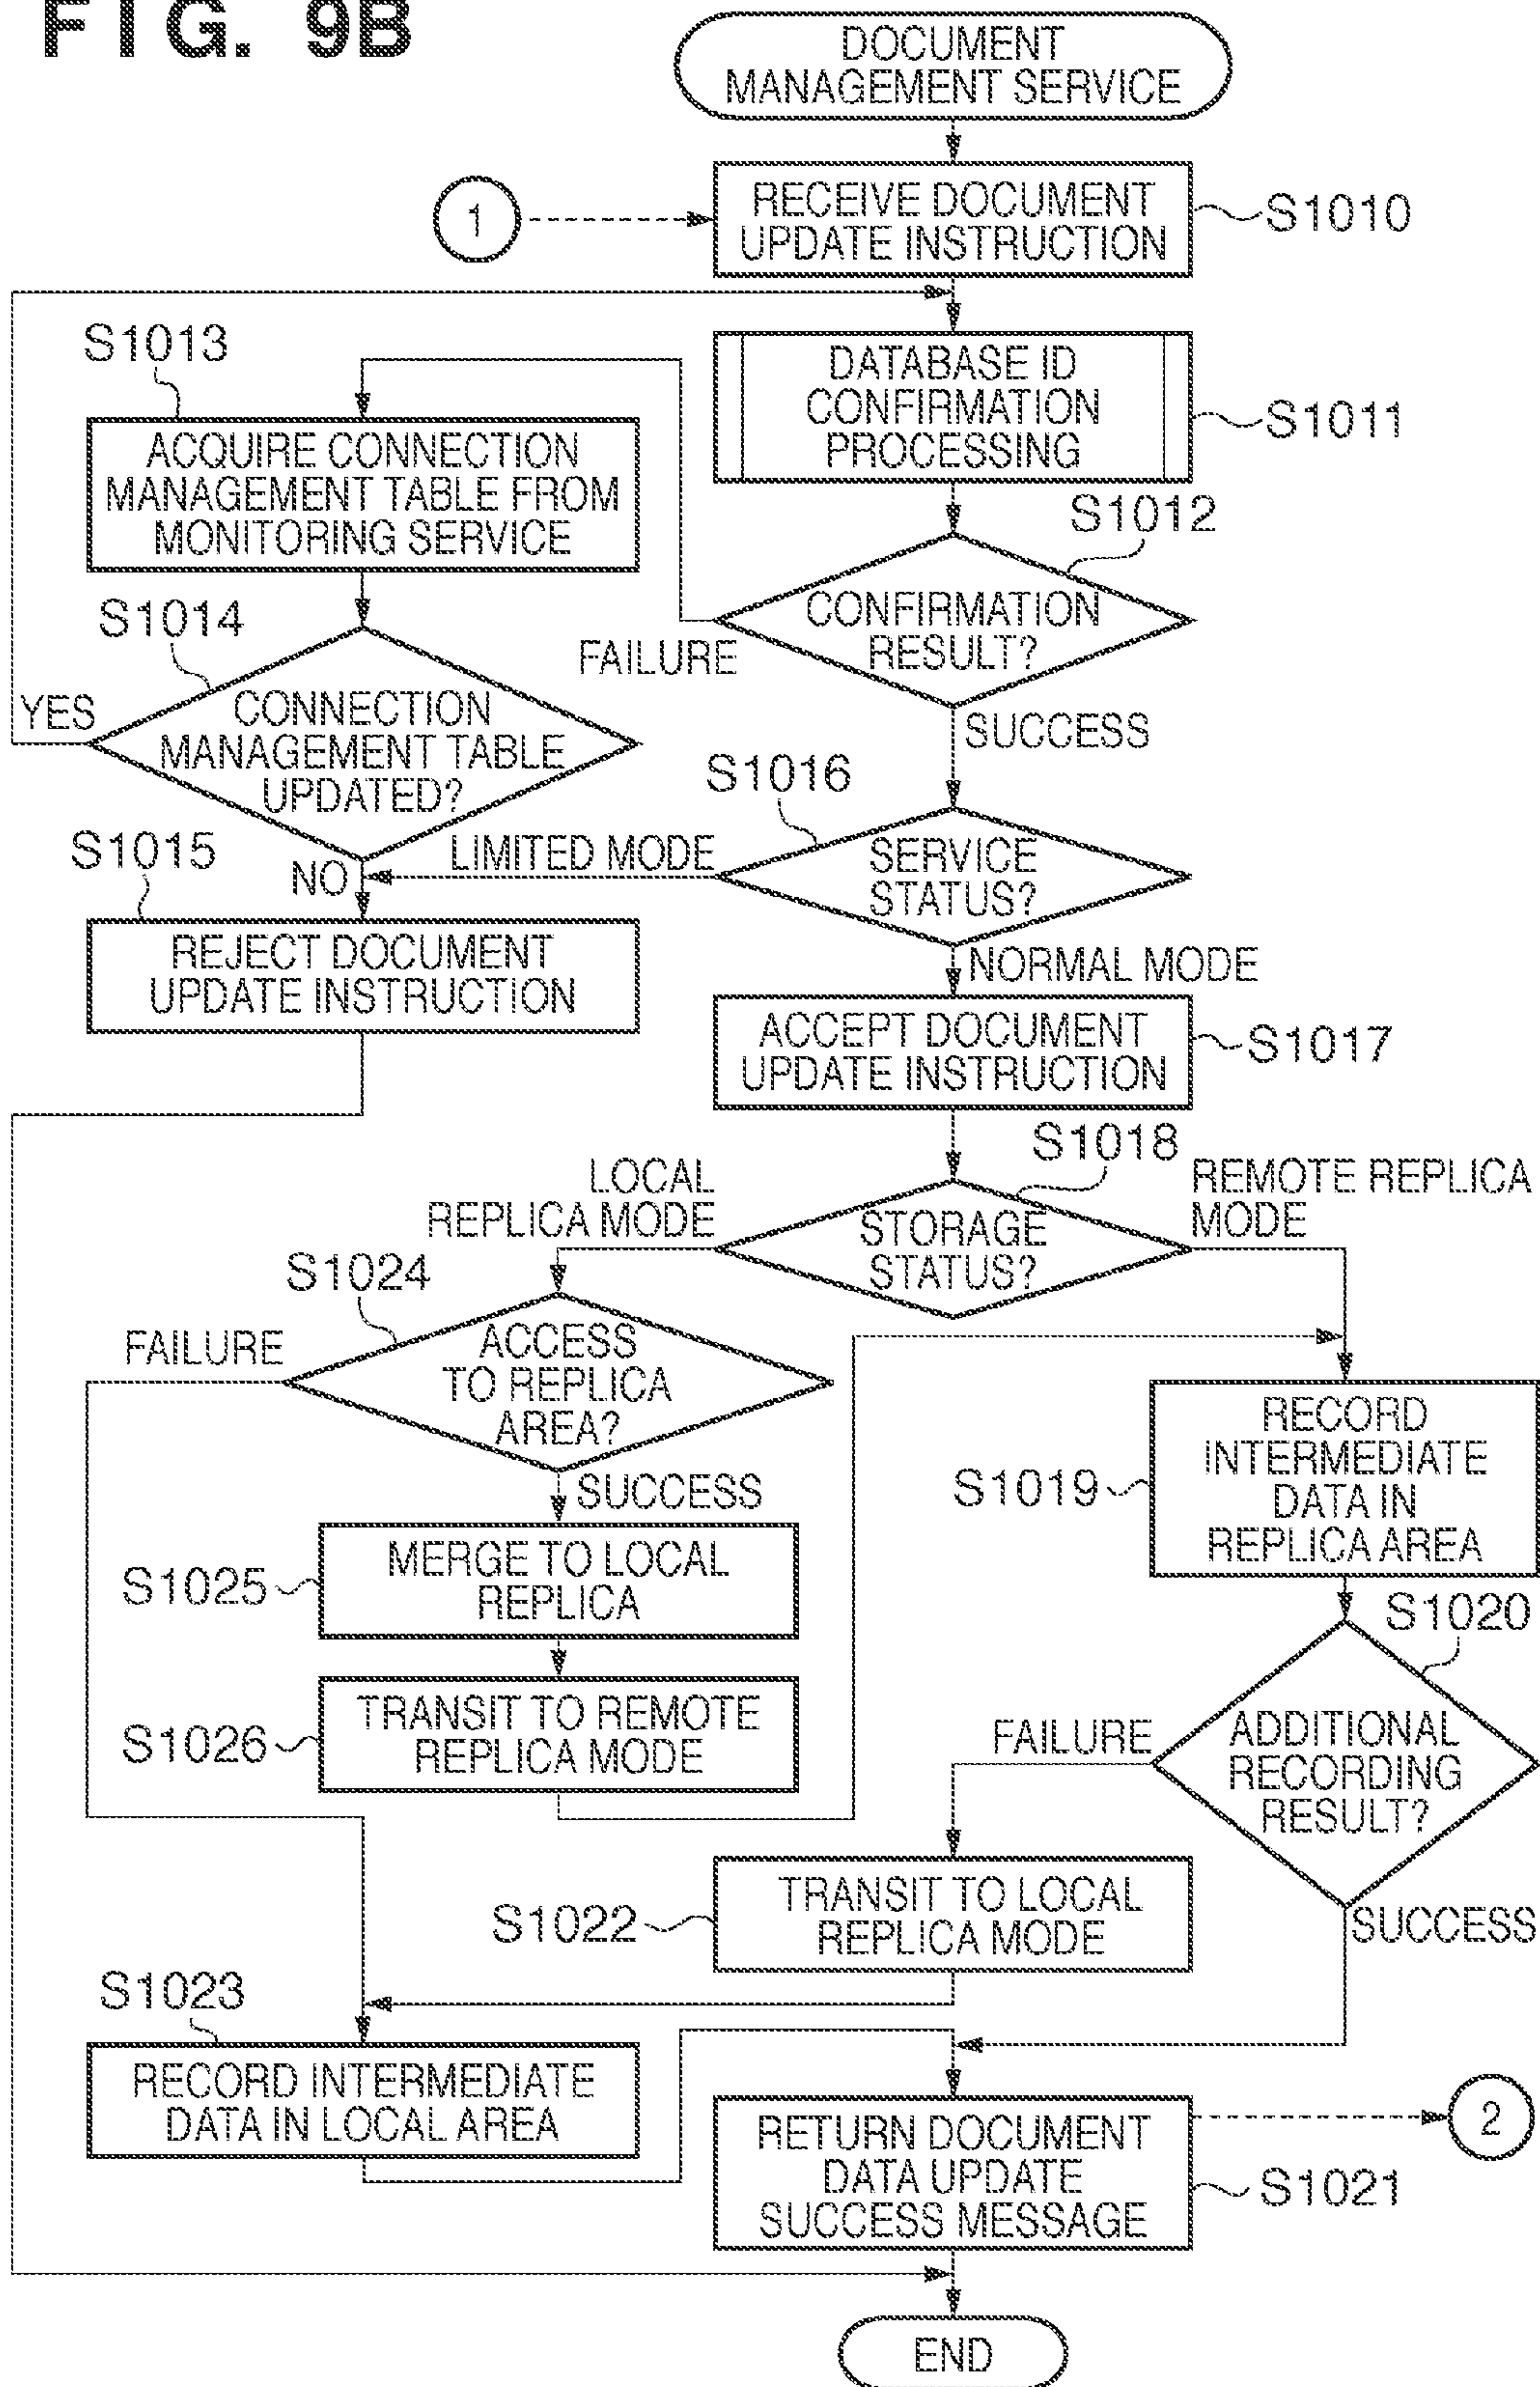 FIG. 9B
DOCUMENT
MANAGEMENT SERVICE
1
RECEIVE DOCUMENT
UPDATE INSTRUCTION
S1010
S1013
DATABASE ID
CONFIRMATION
PROCESSING
S1011
ACQUIRE CONNECTION
MANAGEMENT TABLE FROM
MONITORING SERVICE
S1012
S1014
CONFIRMATION
RESULT?
FAILURE
YES
CONNECTION
MANAGEMENT TABLE
UPDATED?
SUCCESS
S1016
S1015
NO
LIMITED MODE
SERVICE
STATUS?
REJECT DOCUMENT
UPDATE INSTRUCTION
NORMAL MODE
ACCEPT DOCUMENT
UPDATE INSTRUCTION
S1017
S1018
LOCAL
REPLICA MODE
REMOTE REPLICA
MODE
STORAGE
STATUS?
S1024
FAILURE
ACCESS
TO REPLICA
AREA?
SUCCESS
RECORD
INTERMEDIATE
DATA IN
REPLICA AREA
S1019
S1025
MERGE TO LOCAL
REPLICA
S1020
S1026
TRANSIT TO REMOTE
REPLICA MODE
FAILURE
ADDITIONAL
RECORDING
RESULT?
S1022
TRANSIT TO LOCAL
REPLICA MODE
SUCCESS
S1023
RECORD INTERMEDIATE
DATA IN LOCAL AREA
RETURN DOCUMENT
DATA UPDATE
SUCCESS MESSAGE
2
S1021
END